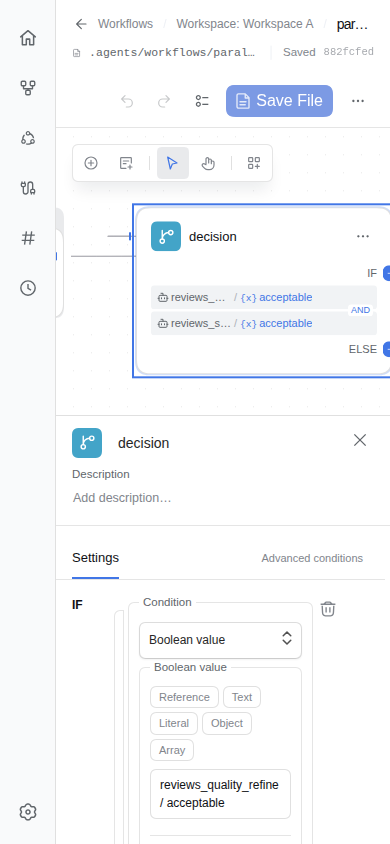 Workflows / Workspace: Workspace A / par…
.agents/workflows/paral… Saved 882fcfed
Save File
decision
IF
reviews_… / {x} acceptable
AND
reviews_s… / {x} acceptable
ELSE
decision
Description
Add description…
Settings Advanced conditions
IF
Condition
Boolean value
Boolean value
Reference Text
Literal Object
Array
reviews_quality_refine
/ acceptable